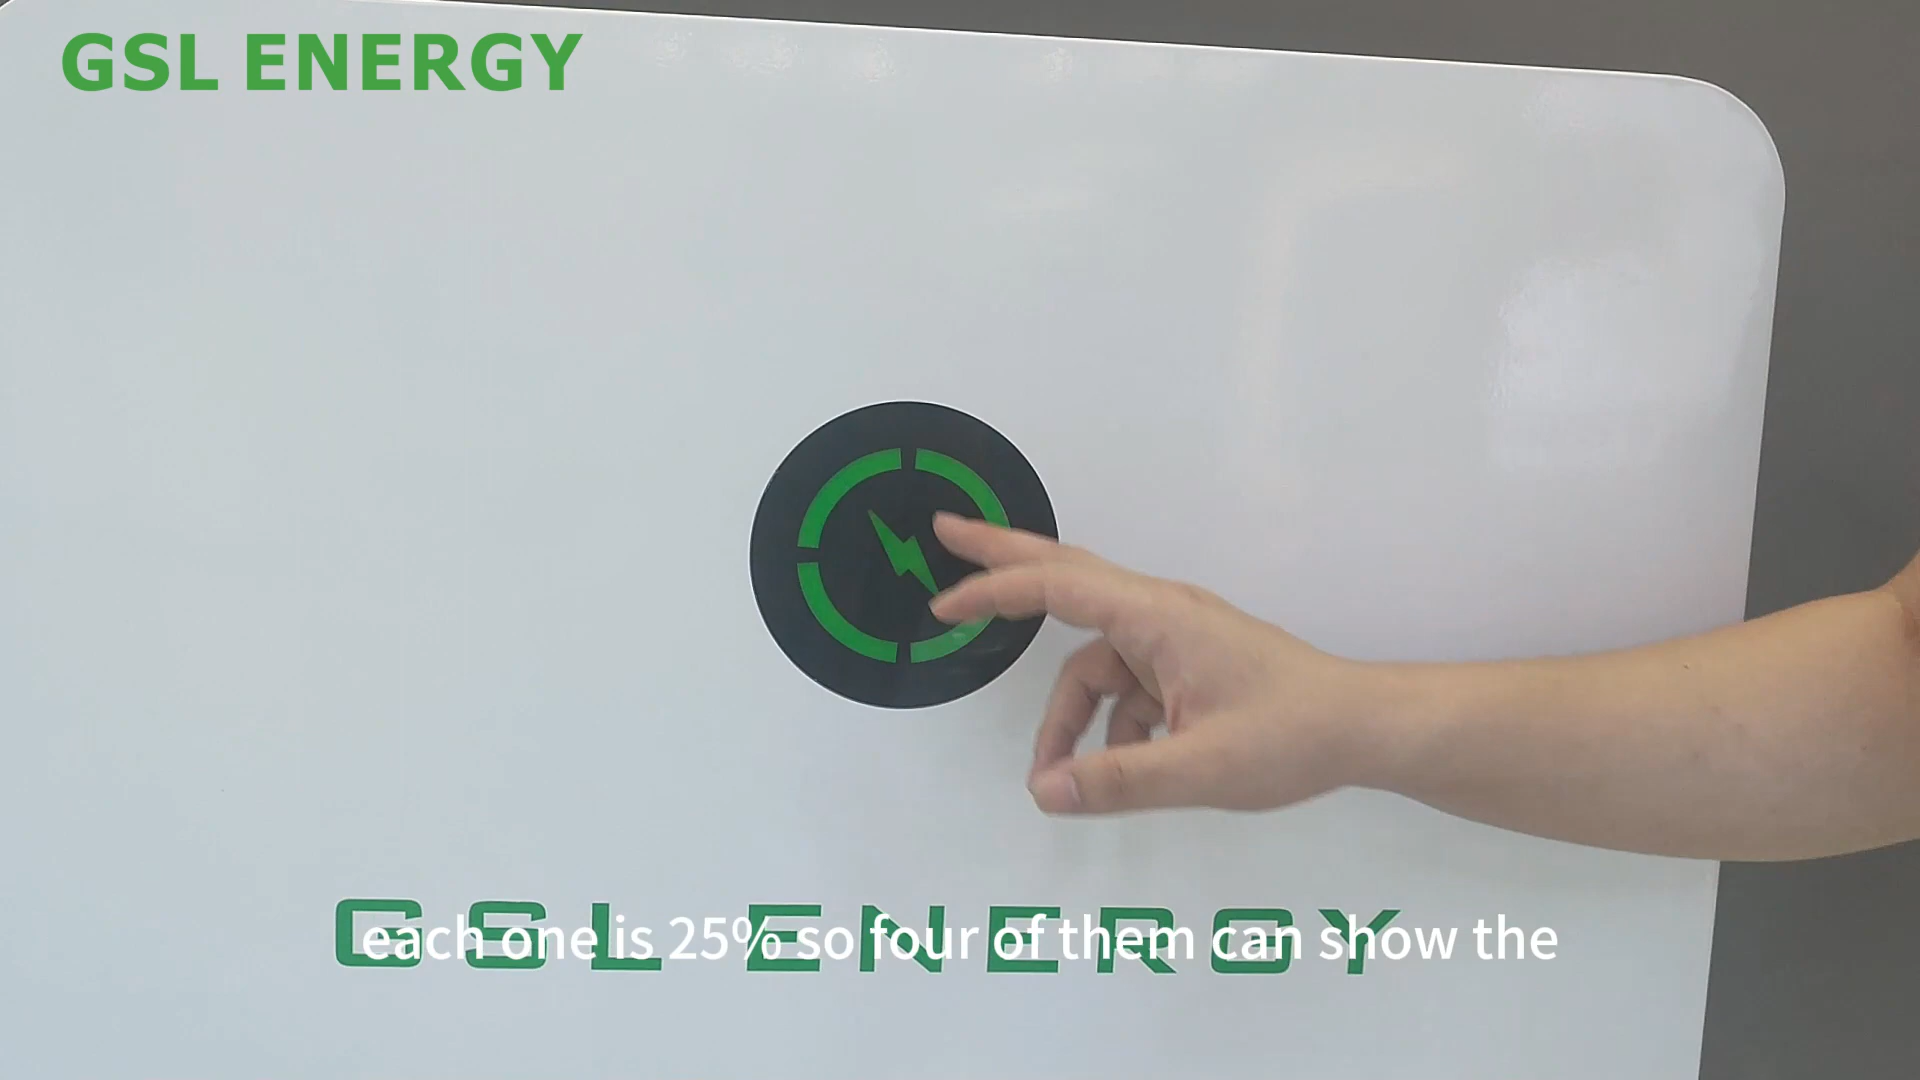 GSL ENERGY
GSL ENERGY
each one is 25% so four of them can show the